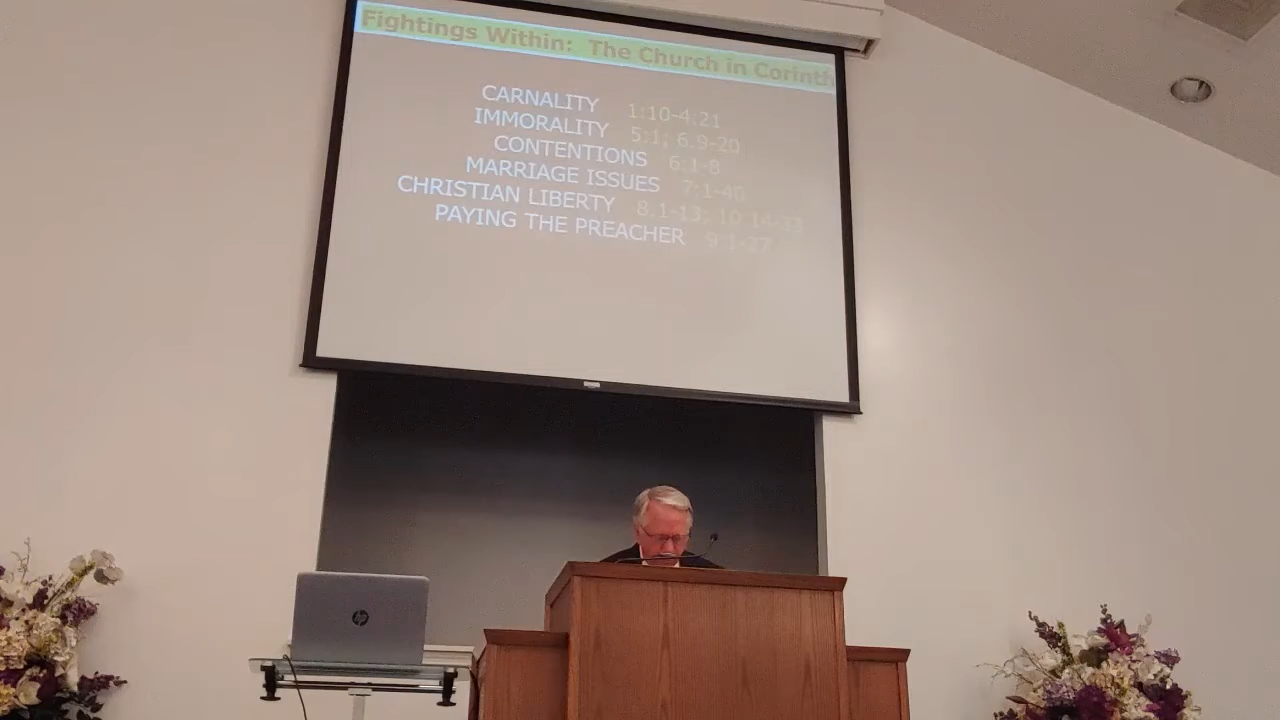 Fightings Within: The Church in Corinth
CARNALITY 1:10-4:21
IMMORALITY 5:1; 6:9-20
CONTENTIONS 6:1-8
MARRIAGE ISSUES 7:1-40
CHRISTIAN LIBERTY 8:1-13; 10:14-33
PAYING THE PREACHER 9:1-27
hp